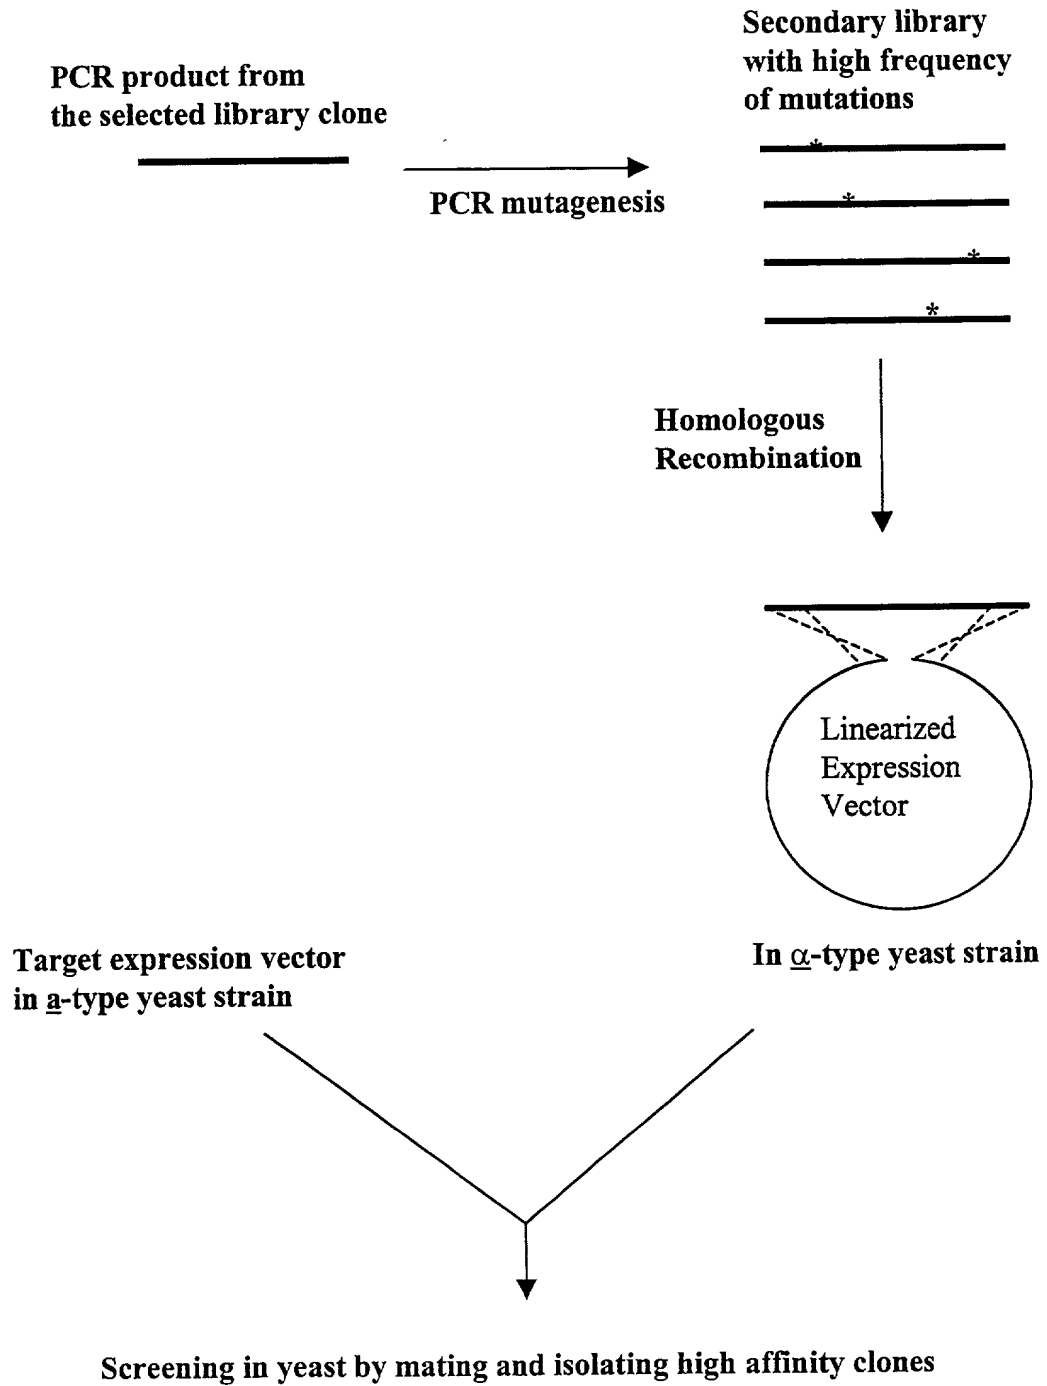 PCR product from
the selected library clone
PCR mutagenesis
Secondary library
with high frequency
of mutations
*
*
*
*
Homologous
Recombination
Linearized
Expression
Vector
Target expression vector
in a-type yeast strain
In α-type yeast strain
Screening in yeast by mating and isolating high affinity clones